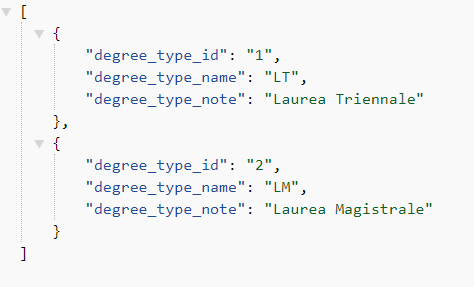 [
{
"degree_type_id": "1",
"degree_type_name": "LT",
"degree_type_note": "Laurea Triennale"
},
{
"degree_type_id": "2",
"degree_type_name": "LM",
"degree_type_note": "Laurea Magistrale"
}
]